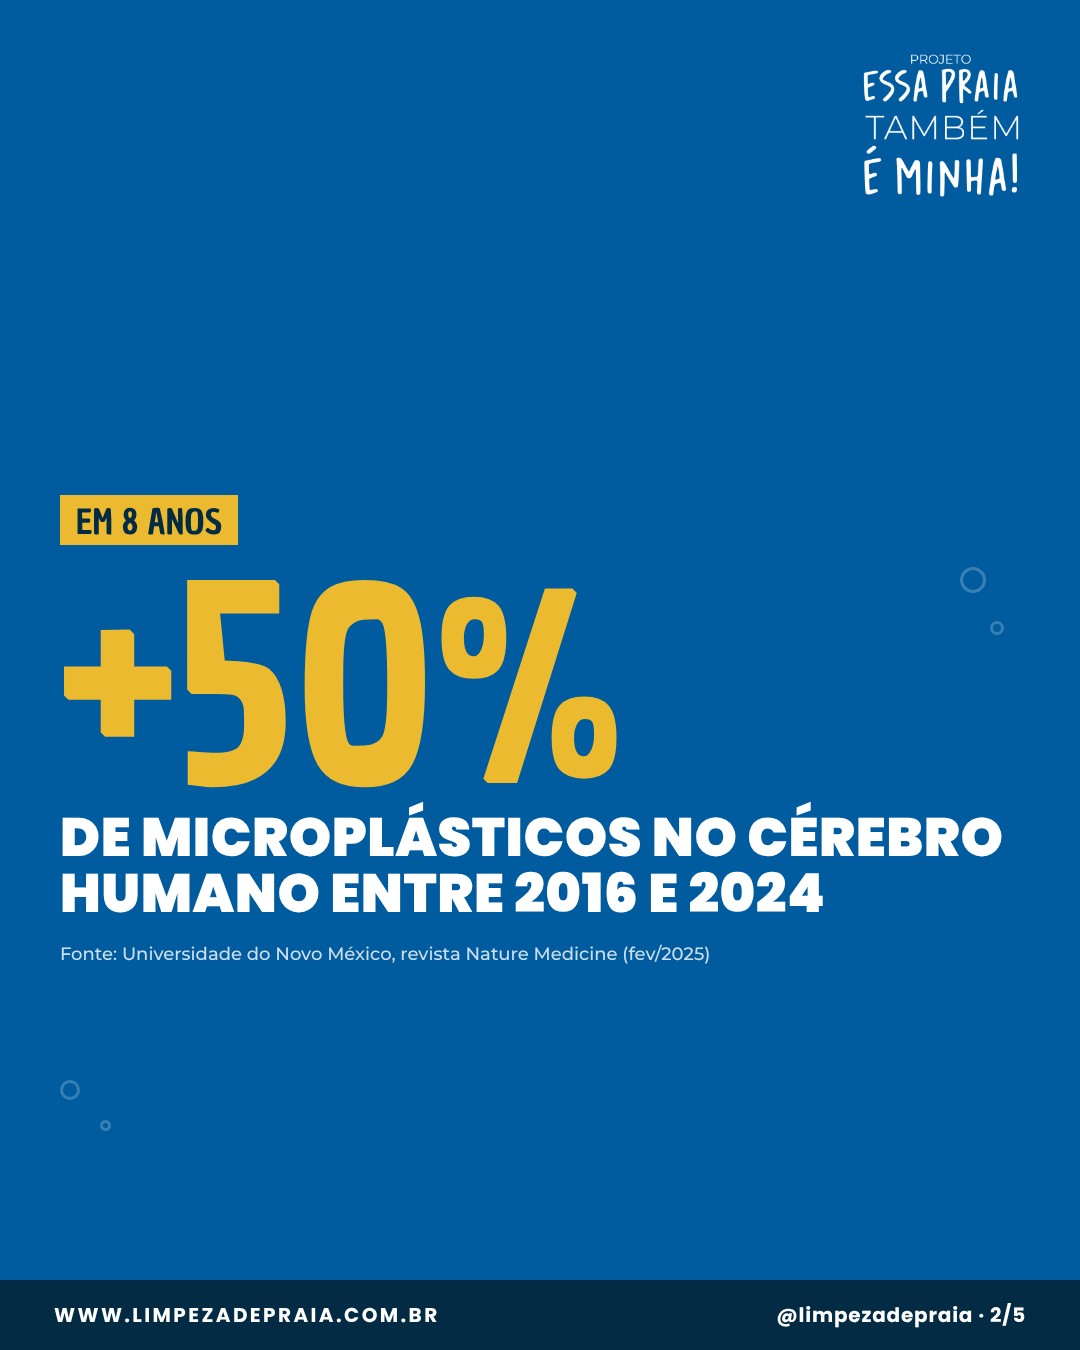 PROJETO
ESSA PRAIA
TAMBÉM
É MINHA!
EM 8 ANOS
+50%
DE MICROPLÁSTICOS NO CÉREBRO
HUMANO ENTRE 2016 E 2024
Fonte: Universidade do Novo México, revista Nature Medicine (fev/2025)
WWW.LIMPEZADEPRAIA.COM.BR
@limpezadepraia · 2/5